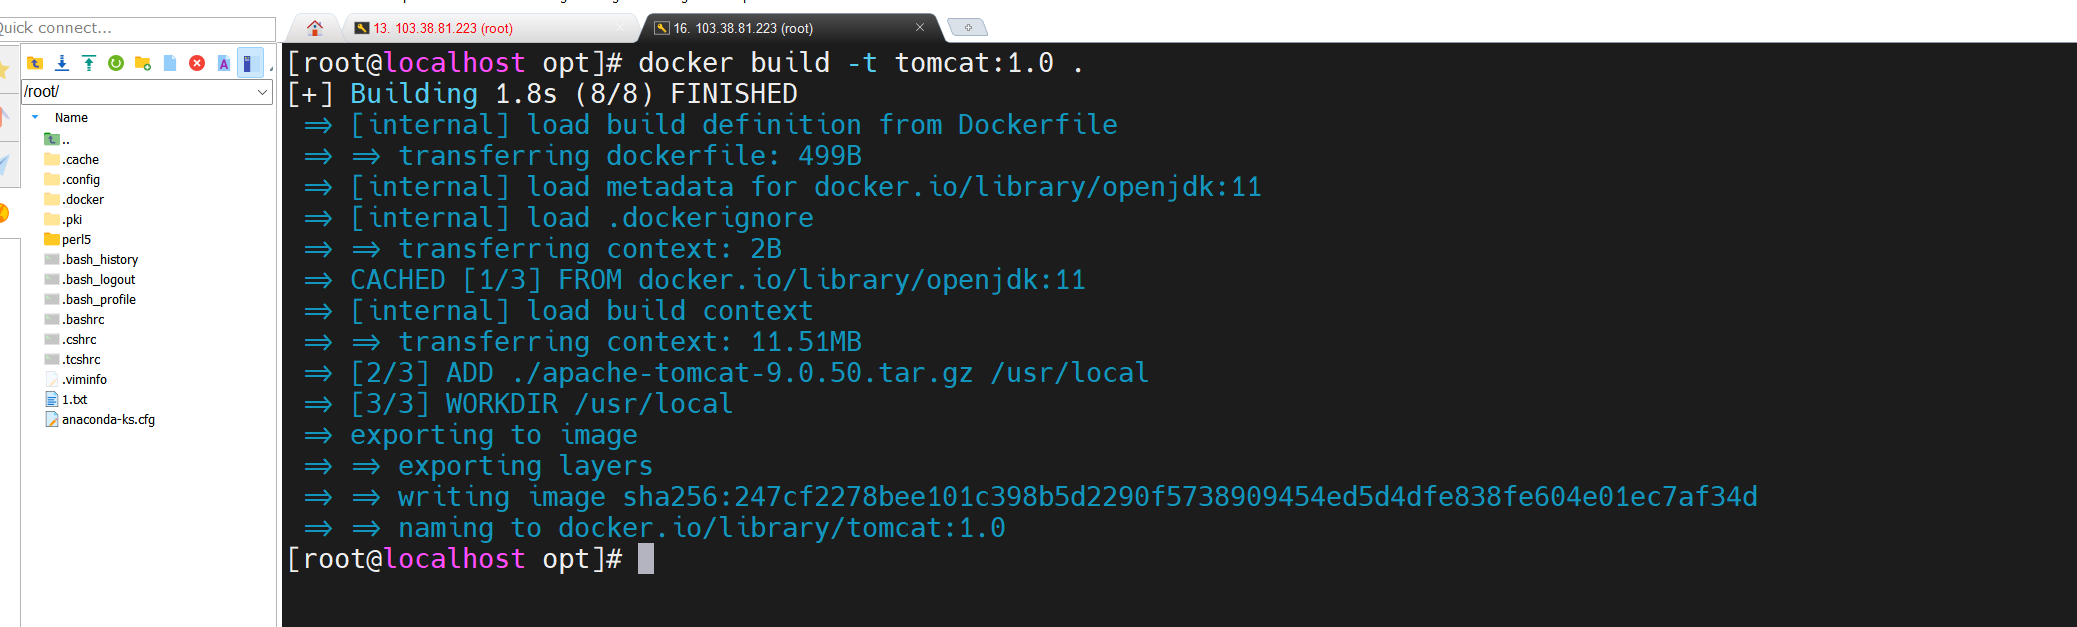 Quick connect...
13. 103.38.81.223 (root)
16. 103.38.81.223 (root)
/root/
Name
..
.cache
.config
.docker
.pki
perl5
.bash_history
.bash_logout
.bash_profile
.bashrc
.cshrc
.tcshrc
.viminfo
1.txt
anaconda-ks.cfg
[root@localhost opt]# docker build -t tomcat:1.0 .
[+] Building 1.8s (8/8) FINISHED
=> [internal] load build definition from Dockerfile
=> => transferring dockerfile: 499B
=> [internal] load metadata for docker.io/library/openjdk:11
=> [internal] load .dockerignore
=> => transferring context: 2B
=> CACHED [1/3] FROM docker.io/library/openjdk:11
=> [internal] load build context
=> => transferring context: 11.51MB
=> [2/3] ADD ./apache-tomcat-9.0.50.tar.gz /usr/local
=> [3/3] WORKDIR /usr/local
=> exporting to image
=> => exporting layers
=> => writing image sha256:247cf2278bee101c398b5d2290f5738909454ed5d4dfe838fe604e01ec7af34d
=> => naming to docker.io/library/tomcat:1.0
[root@localhost opt]#